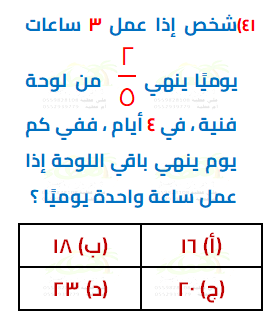 ٤١)شخص إذا عمل ٣ ساعات
يوميًا ينهي ٢/٥ من لوحة
فنية ، في ٤ أيام ، ففي كم
يوم ينهي باقي اللوحة إذا
عمل ساعة واحدة يوميًا ؟
(أ) ١٦ (ب) ١٨
(ج) ٢٠ (د) ٢٣